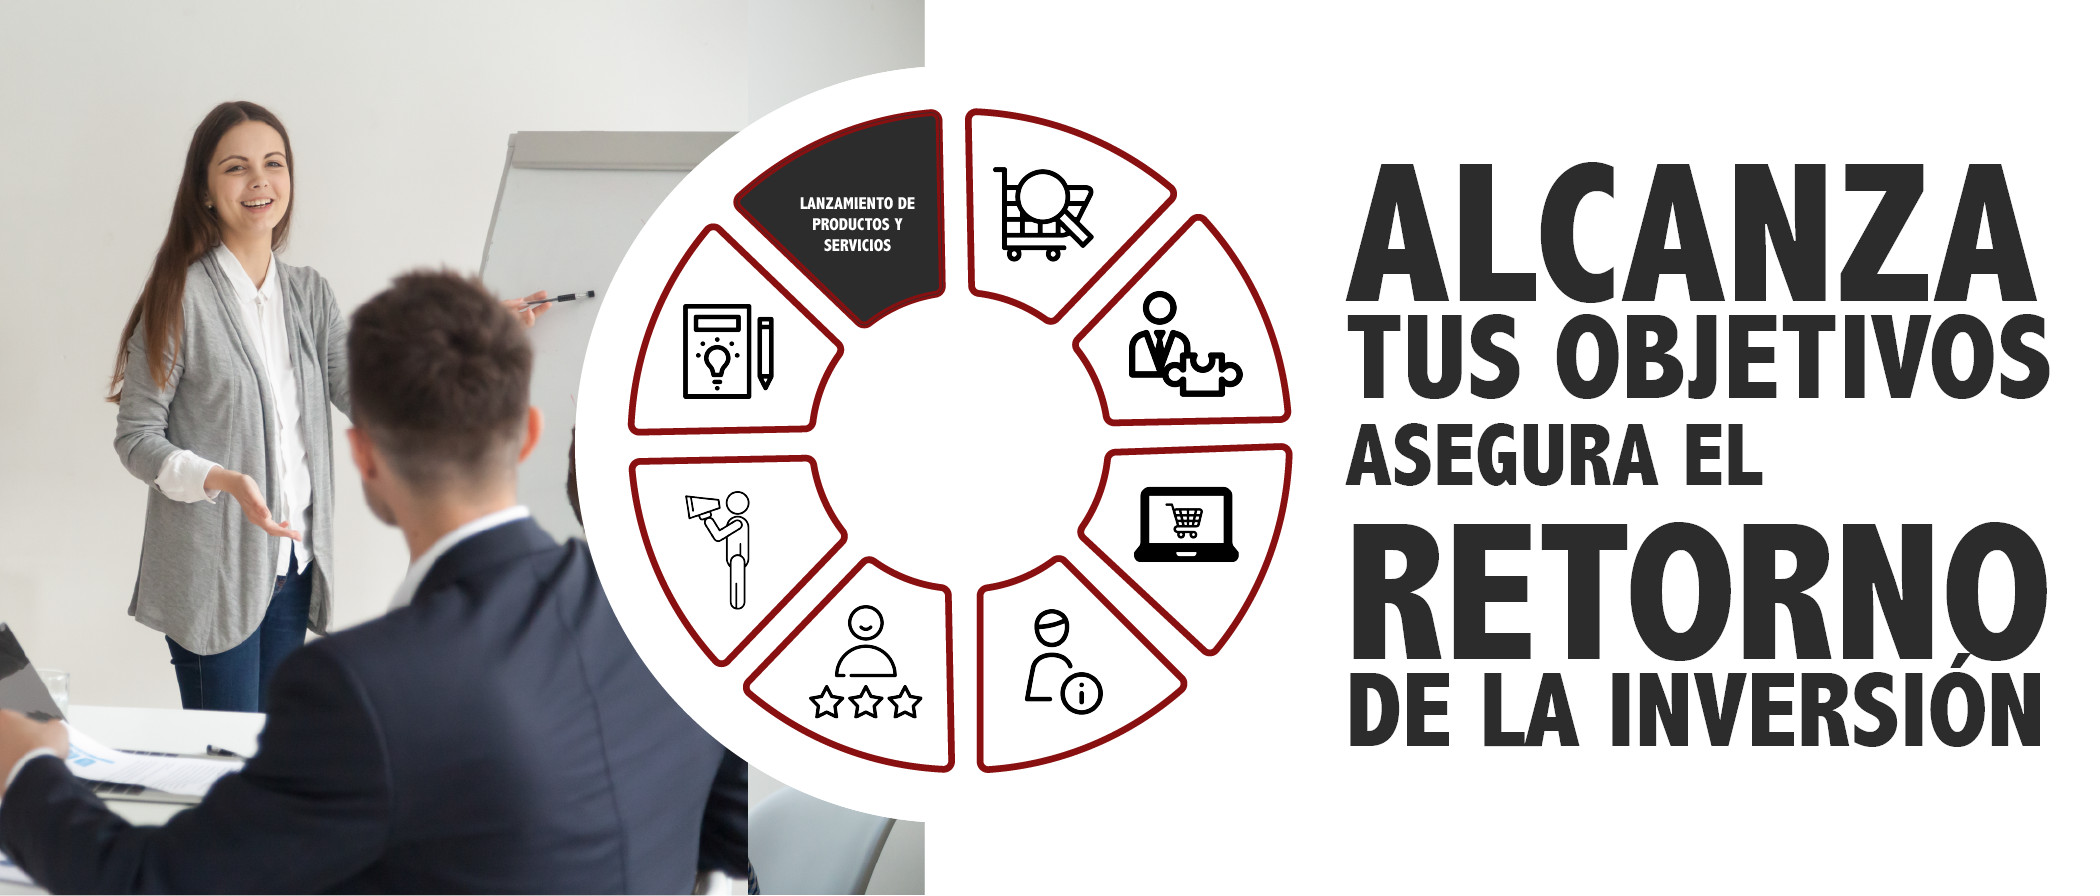 LANZAMIENTO DE
PRODUCTOS Y
SERVICIOS
ALCANZA
TUS OBJETIVOS
ASEGURA EL
RETORNO
DE LA INVERSIÓN